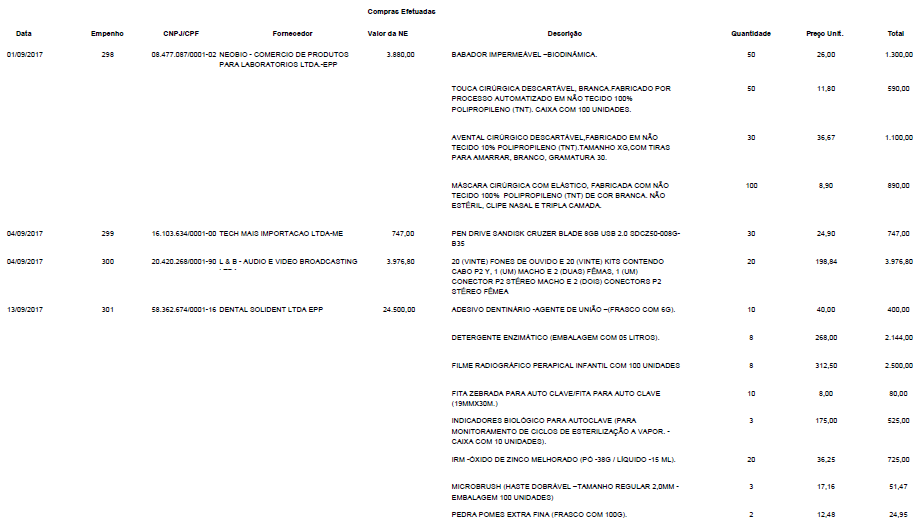 Compras Efetuadas
Data Empenho CNPJ/CPF Fornecedor Valor da NE Descrição Quantidade Preço Unit. Total
01/09/2017 298 08.477.087/0001-02 NEOBIO - COMERCIO DE PRODUTOS 3.880,00 BABADOR IMPERMEÁVEL –BIODINÂMICA. 50 26,00 1.300,00
PARA LABORATORIOS LTDA.-EPP
TOUCA CIRÚRGICA DESCARTÁVEL, BRANCA.FABRICADO POR 50 11,80 590,00
PROCESSO AUTOMATIZADO EM NÃO TECIDO 100%
POLIPROPILENO (TNT). CAIXA COM 100 UNIDADES.
AVENTAL CIRÚRGICO DESCARTÁVEL,FABRICADO EM NÃO 30 36,67 1.100,00
TECIDO 10% POLIPROPILENO (TNT).TAMANHO XG,COM TIRAS
PARA AMARRAR, BRANCO, GRAMATURA 30.
MÁSCARA CIRÚRGICA COM ELÁSTICO, FABRICADA COM NÃO 100 8,90 890,00
TECIDO 100% POLIPROPILENO (TNT) DE COR BRANCA. NÃO
ESTÉRIL, CLIPE NASAL E TRIPLA CAMADA.
04/09/2017 299 16.103.634/0001-00 TECH MAIS IMPORTACAO LTDA-ME 747,00 PEN DRIVE SANDISK CRUZER BLADE 8GB USB 2.0 SDCZ50-008G- 30 24,90 747,00
B35
04/09/2017 300 20.420.268/0001-90 L & B - AUDIO E VIDEO BROADCASTING 3.976,80 20 (VINTE) FONES DE OUVIDO E 20 (VINTE) KITS CONTENDO 20 198,84 3.976,80
CABO P2 Y, 1 (UM) MACHO E 2 (DUAS) FÊMAS, 1 (UM)
CONECTOR P2 STÉREO MACHO E 2 (DOIS) CONECTORS P2
STÉREO FÊMEA
13/09/2017 301 58.362.674/0001-16 DENTAL SOLIDENT LTDA EPP 24.500,00 ADESIVO DENTINÁRIO -AGENTE DE UNIÃO –(FRASCO COM 6G). 10 40,00 400,00
DETERGENTE ENZIMÁTICO (EMBALAGEM COM 05 LITROS). 8 268,00 2.144,00
FILME RADIOGRÁFICO PERAPICAL INFANTIL COM 100 UNIDADES 8 312,50 2.500,00
FITA ZEBRADA PARA AUTO CLAVE/FITA PARA AUTO CLAVE 10 8,00 80,00
(19MMX30M.)
INDICADORES BIOLÓGICO PARA AUTOCLAVE (PARA 3 175,00 525,00
MONITORAMENTO DE CICLOS DE ESTERILIZAÇÃO A VAPOR. -
CAIXA COM 10 UNIDADES).
IRM -ÓXIDO DE ZINCO MELHORADO (PÓ -38G / LÍQUIDO -15 ML). 20 36,25 725,00
MICROBRUSH (HASTE DOBRÁVEL –TAMANHO REGULAR 2,0MM - 3 17,16 51,47
EMBALAGEM 100 UNIDADES)
PEDRA POMES EXTRA FINA (FRASCO COM 100G). 2 12,48 24,95